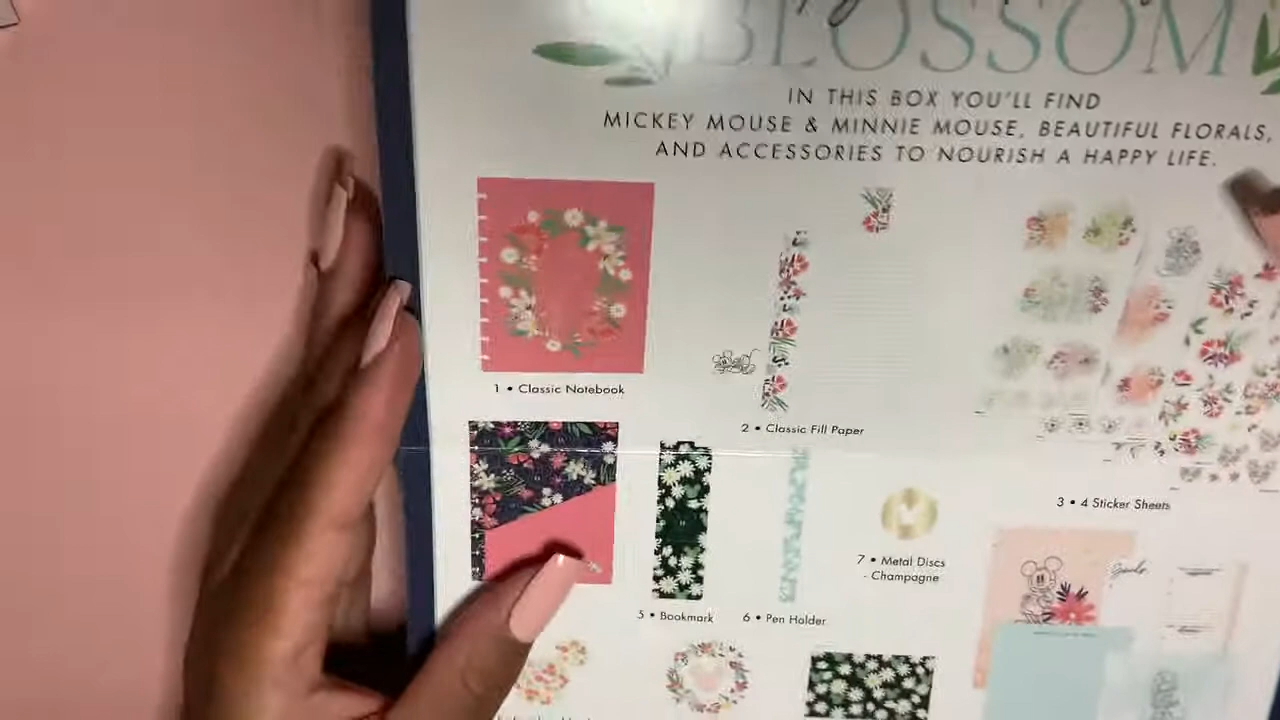 BLOSSOM
IN THIS BOX YOU'LL FIND
MICKEY MOUSE & MINNIE MOUSE, BEAUTIFUL FLORALS,
AND ACCESSORIES TO NOURISH A HAPPY LIFE.
1 • Classic Notebook
2 • Classic Fill Paper
3 • 4 Sticker Sheets
5 • Bookmark
6 • Pen Holder
7 • Metal Discs
- Champagne
Goals